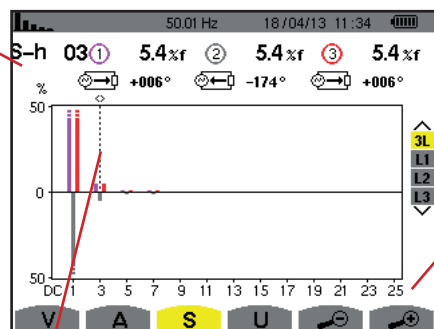 50.01 Hz 18/04/13 11:34
S-h 03 1 5.4%f 2 5.4%f 3 5.4%f
+006° -174° +006°
%
50
3L
L1
L2
L3
0
50
DC 1 3 5 7 9 11 13 15 17 19 21 23 25
V A S U